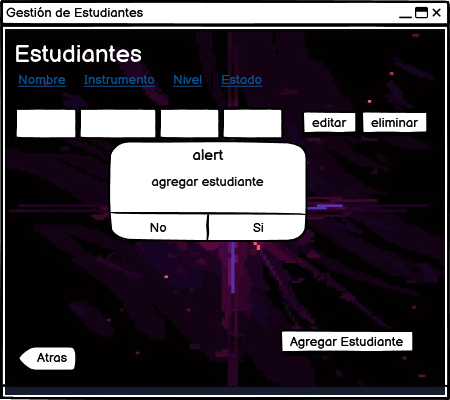 Gestión de Estudiantes
Estudiantes
Nombre Instrumento Nivel Estado
editar eliminar
alert
agregar estudiante
No Si
Agregar Estudiante
Atras